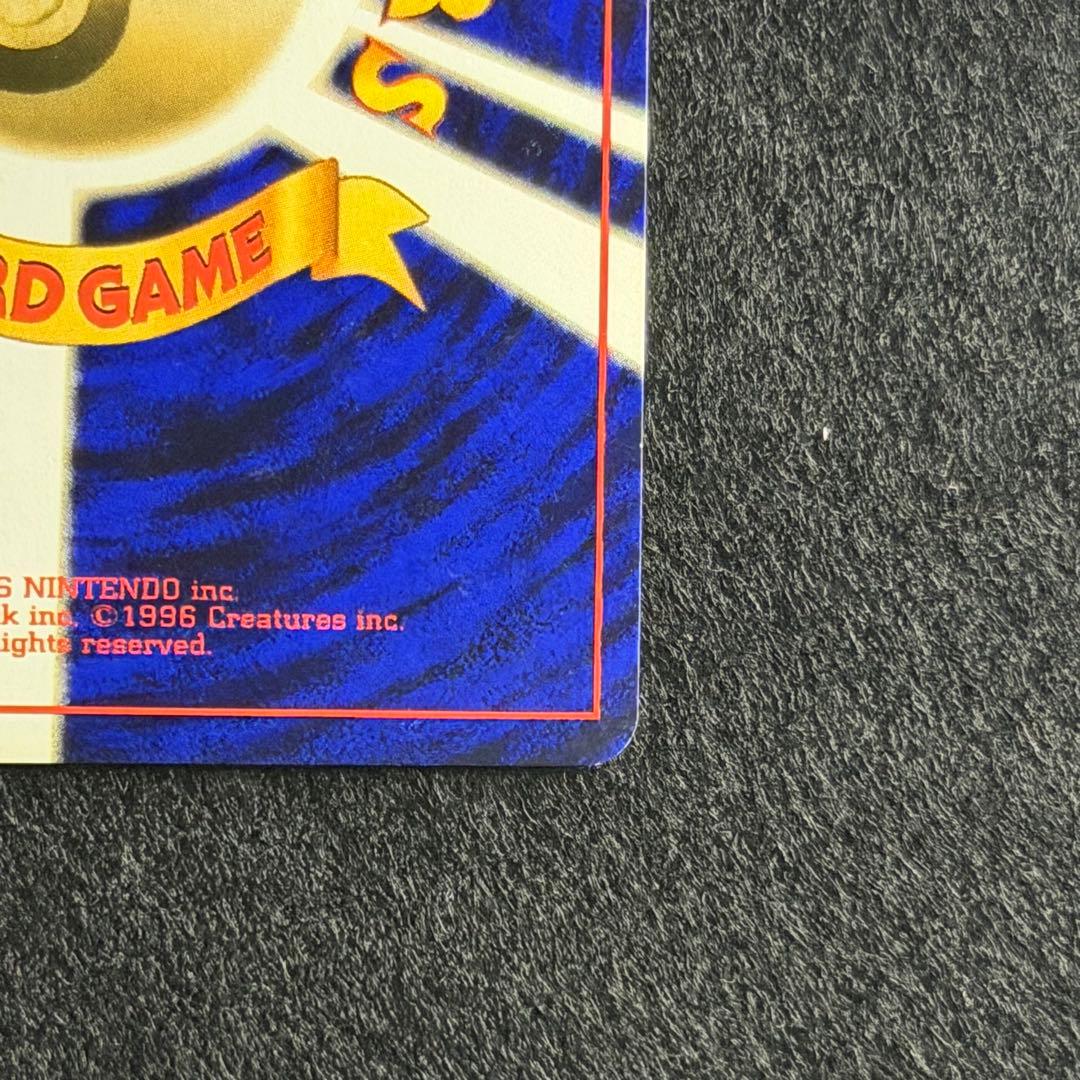 S
RD GAME
6 NINTENDO inc.
k inc. ©1996 Creatures inc.
ights reserved.